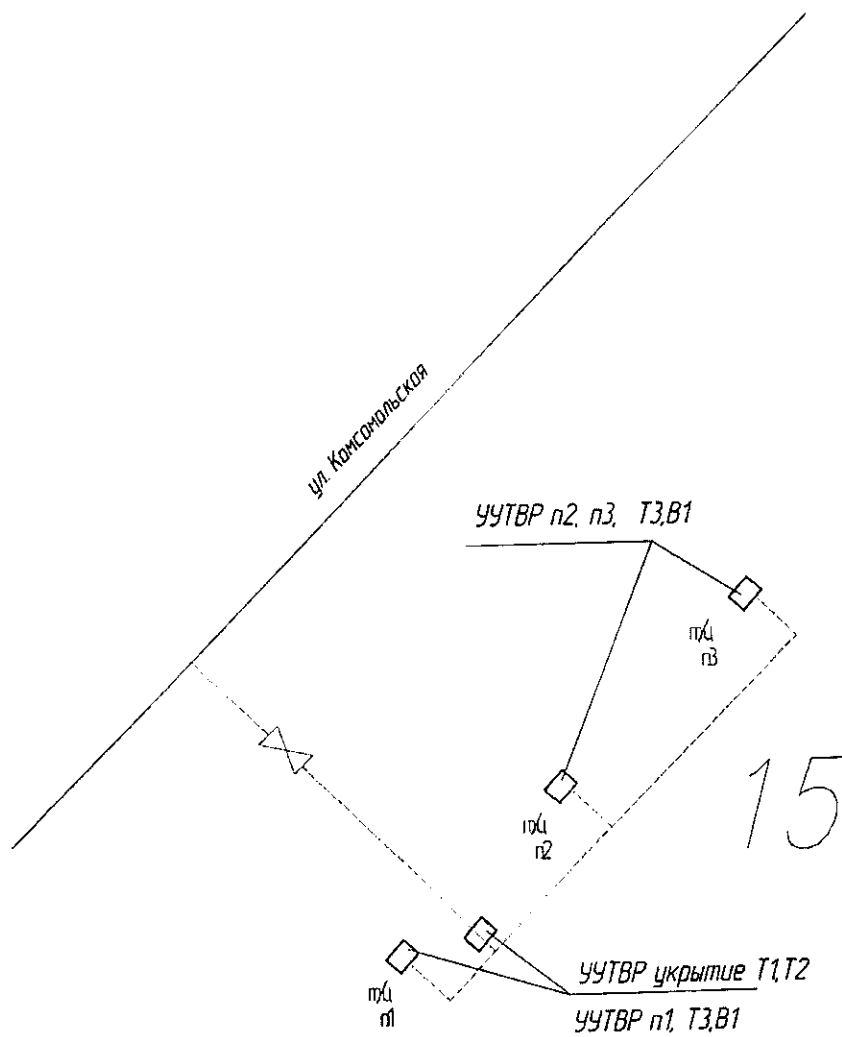 ул. Комсомольская
УУТВР п2, п3, Т3,В1
т/ц
п3
15
т/ц
п2
УУТВР укрытие Т1,Т2
т/ц
п1
УУТВР п1, Т3,В1